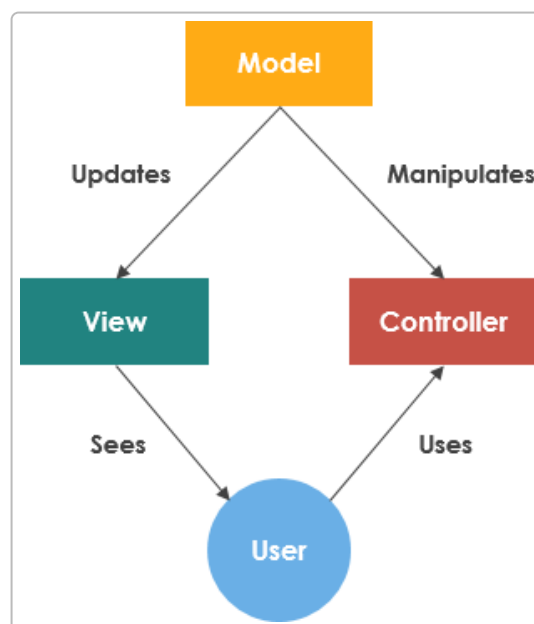 Model
Updates
Manipulates
View
Controller
Sees
Uses
User